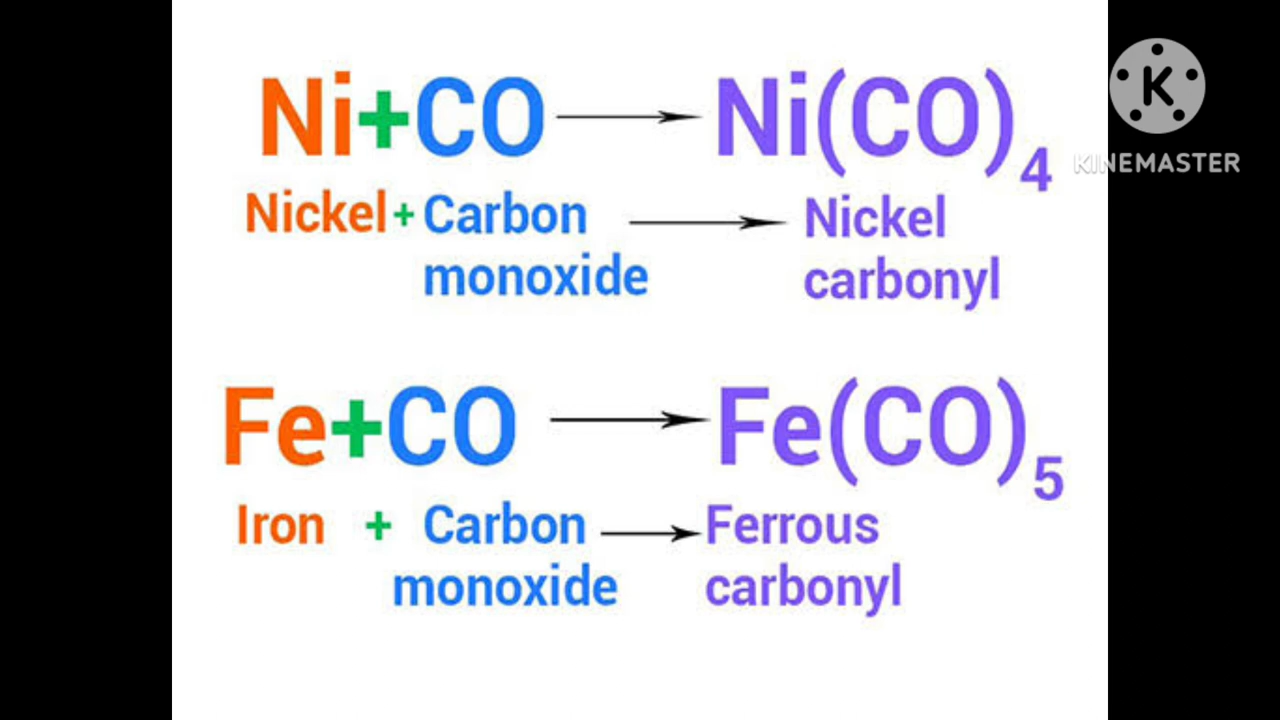 Ni+CO → Ni(CO)₄
Nickel + Carbon monoxide → Nickel carbonyl
Fe+CO → Fe(CO)₅
Iron + Carbon monoxide → Ferrous carbonyl
K
KINEMASTER